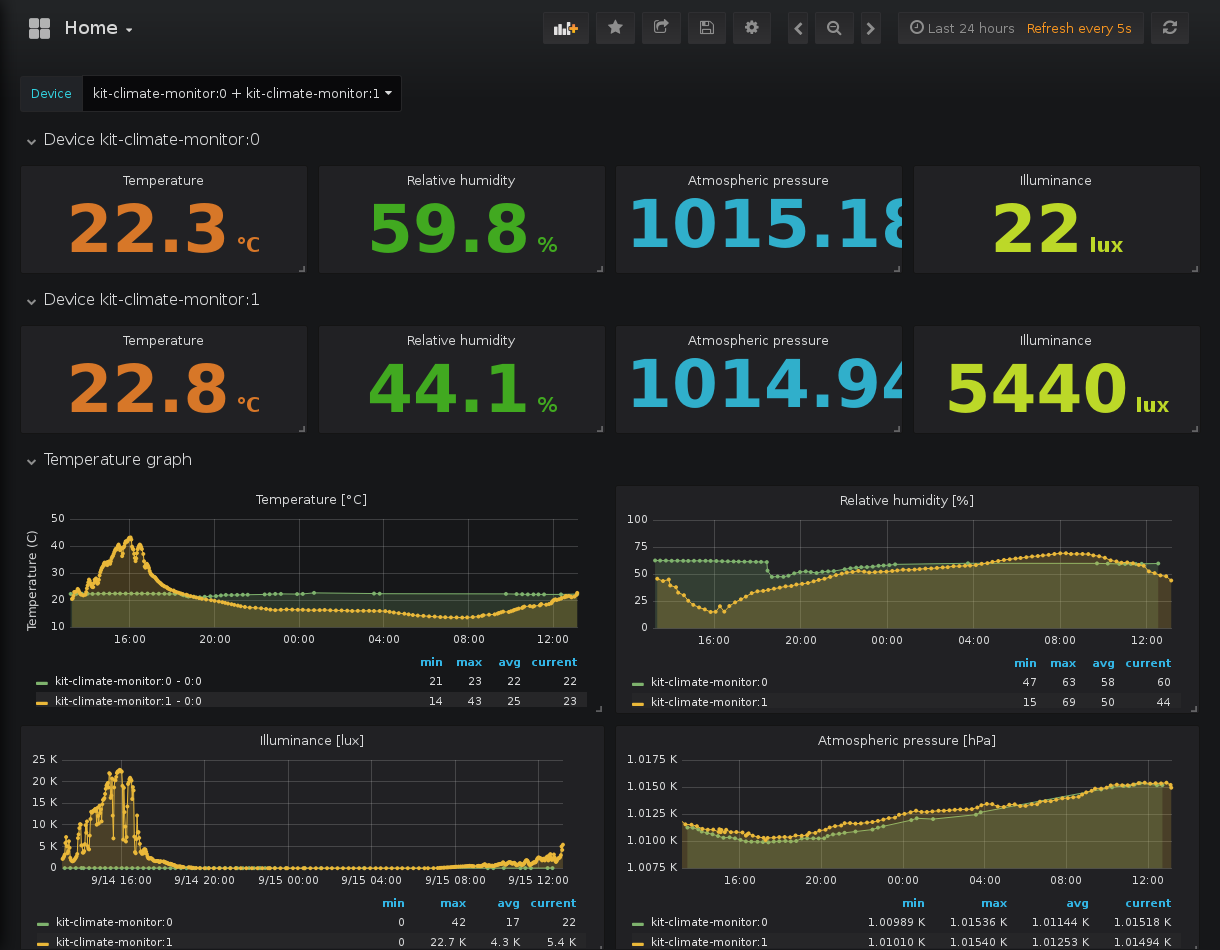 Home
Last 24 hours Refresh every 5s
Device kit-climate-monitor:0 + kit-climate-monitor:1
Device kit-climate-monitor:0
Temperature Relative humidity Atmospheric pressure Illuminance
22.3 °C 59.8 % 1015.18 22 lux
Device kit-climate-monitor:1
Temperature Relative humidity Atmospheric pressure Illuminance
22.8 °C 44.1 % 1014.94 5440 lux
Temperature graph
Temperature [°C]
Temperature (C)
50
40
30
20
10
16:00 20:00 00:00 04:00 08:00 12:00
min max avg current
kit-climate-monitor:0 - 0:0 21 23 22 22
kit-climate-monitor:1 - 0:0 14 43 25 23
Relative humidity [%]
100
75
50
25
0
16:00 20:00 00:00 04:00 08:00 12:00
min max avg current
kit-climate-monitor:0 47 63 58 60
kit-climate-monitor:1 15 69 50 44
Illuminance [lux]
25 K
20 K
15 K
10 K
5 K
0
9/14 16:00 9/14 20:00 9/15 00:00 9/15 04:00 9/15 08:00 9/15 12:00
min max avg current
kit-climate-monitor:0 0 42 17 22
kit-climate-monitor:1 0 22.7 K 4.3 K 5.4 K
Atmospheric pressure [hPa]
1.0175 K
1.0150 K
1.0125 K
1.0100 K
1.0075 K
16:00 20:00 00:00 04:00 08:00 12:00
min max avg current
kit-climate-monitor:0 1.00989 K 1.01536 K 1.01144 K 1.01518 K
kit-climate-monitor:1 1.01010 K 1.01540 K 1.01253 K 1.01494 K